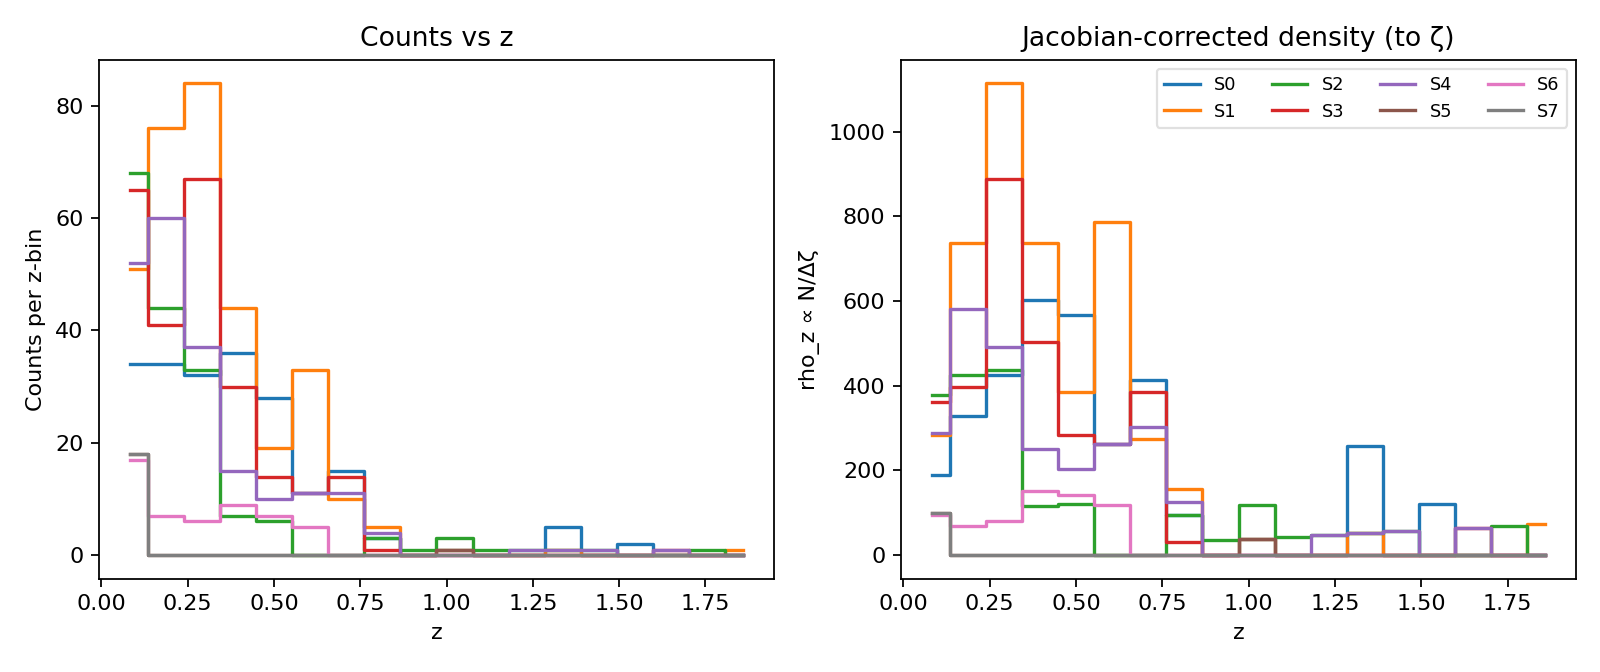 Counts vs z
Counts per z-bin
80
60
40
20
0
0.00 0.25 0.50 0.75 1.00 1.25 1.50 1.75
z
Jacobian-corrected density (to ζ)
rho_z ∝ N/Δζ
1000
800
600
400
200
0
0.00 0.25 0.50 0.75 1.00 1.25 1.50 1.75
z
S0 S2 S4 S6
S1 S3 S5 S7